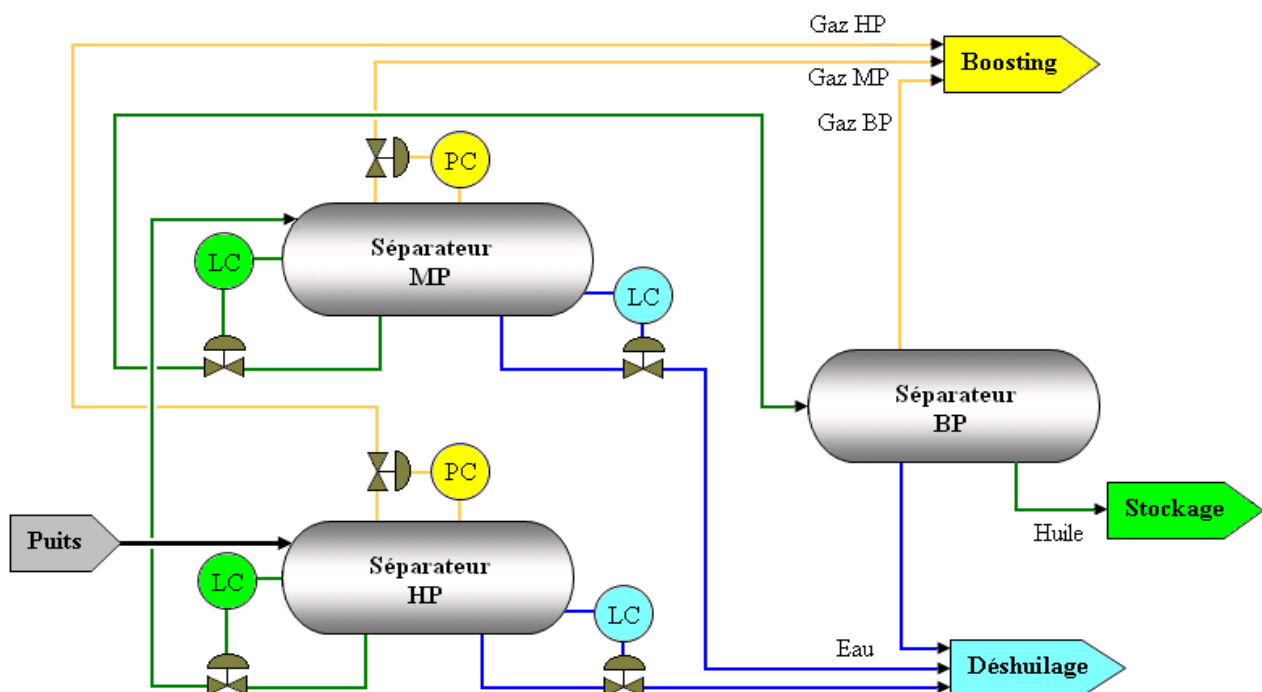 Gaz HP
Boosting
Gaz MP
Gaz BP
PC
Séparateur
MP
LC
LC
Séparateur
BP
PC
Stockage
Huile
Puits
Séparateur
HP
LC
LC
Eau
Déshuilage